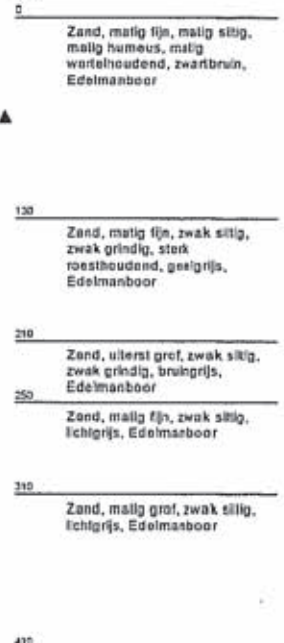 0
Zand, matig fijn, matig siltig,
matig humeus, matig
wortelhoudend, zwartbruin,
Edelmanboor
130
Zand, matig fijn, zwak siltig,
zwak grindig, sterk
roesthoudend, geelgrijs,
Edelmanboor
210
Zand, uiterst grof, zwak siltig,
zwak grindig, bruingrijs,
Edelmanboor
250
Zand, matig fijn, zwak siltig,
lichtgrijs, Edelmanboor
310
Zand, matig grof, zwak siltig,
lichtgrijs, Edelmanboor